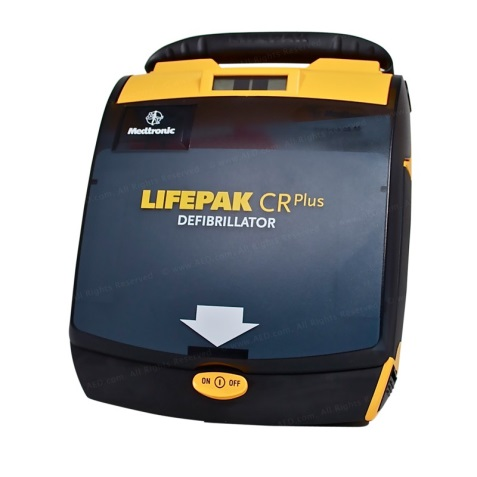 Medtronic
LIFEPAK CR Plus
DEFIBRILLATOR
ON OFF